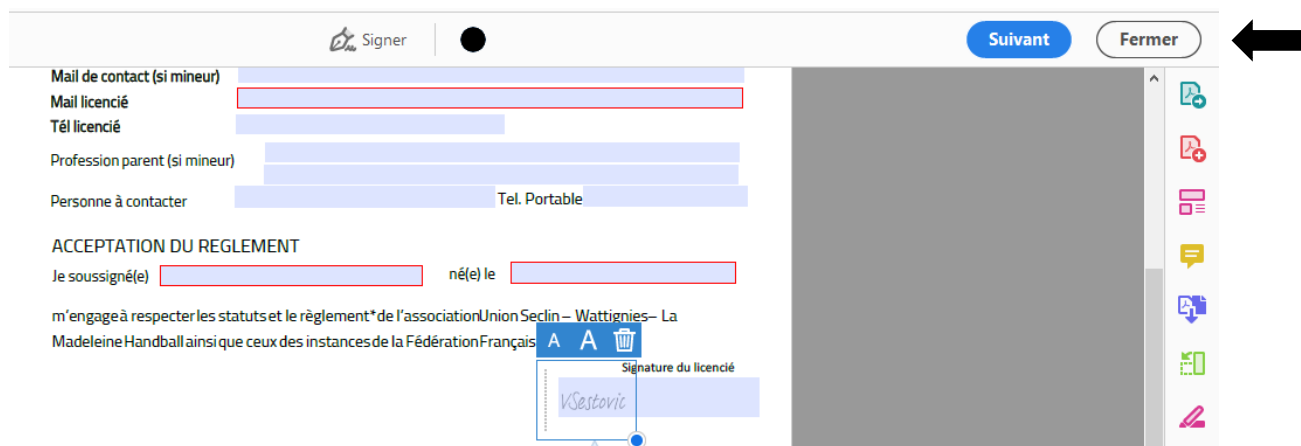 Signer
Suivant
Fermer
Mail de contact (si mineur)
Mail licencié
Tél licencié
Profession parent (si mineur)
Personne à contacter Tel. Portable
ACCEPTATION DU REGLEMENT
Je soussigné(e) né(e) le
m'engage à respecter les statuts et le règlement* de l'association Union Seclin – Wattignies– La
Madeleine Handball ainsi que ceux des instances de la Fédération Français
A A
Signature du licencié
VSestovic